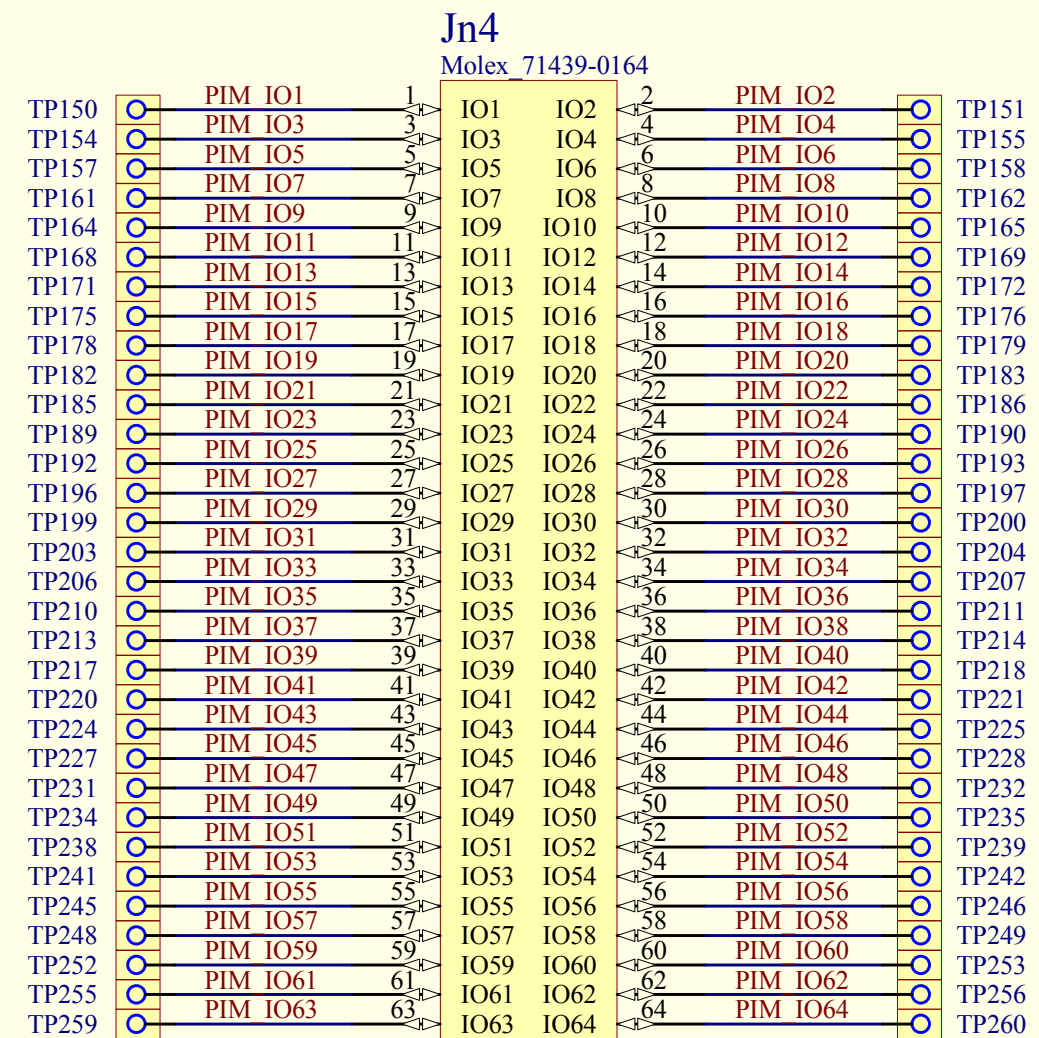 Jn4
Molex_71439-0164
TP150 PIM_IO1 1 IO1 IO2 2 PIM_IO2 TP151
TP154 PIM_IO3 3 IO3 IO4 4 PIM_IO4 TP155
TP157 PIM_IO5 5 IO5 IO6 6 PIM_IO6 TP158
TP161 PIM_IO7 7 IO7 IO8 8 PIM_IO8 TP162
TP164 PIM_IO9 9 IO9 IO10 10 PIM_IO10 TP165
TP168 PIM_IO11 11 IO11 IO12 12 PIM_IO12 TP169
TP171 PIM_IO13 13 IO13 IO14 14 PIM_IO14 TP172
TP175 PIM_IO15 15 IO15 IO16 16 PIM_IO16 TP176
TP178 PIM_IO17 17 IO17 IO18 18 PIM_IO18 TP179
TP182 PIM_IO19 19 IO19 IO20 20 PIM_IO20 TP183
TP185 PIM_IO21 21 IO21 IO22 22 PIM_IO22 TP186
TP189 PIM_IO23 23 IO23 IO24 24 PIM_IO24 TP190
TP192 PIM_IO25 25 IO25 IO26 26 PIM_IO26 TP193
TP196 PIM_IO27 27 IO27 IO28 28 PIM_IO28 TP197
TP199 PIM_IO29 29 IO29 IO30 30 PIM_IO30 TP200
TP203 PIM_IO31 31 IO31 IO32 32 PIM_IO32 TP204
TP206 PIM_IO33 33 IO33 IO34 34 PIM_IO34 TP207
TP210 PIM_IO35 35 IO35 IO36 36 PIM_IO36 TP211
TP213 PIM_IO37 37 IO37 IO38 38 PIM_IO38 TP214
TP217 PIM_IO39 39 IO39 IO40 40 PIM_IO40 TP218
TP220 PIM_IO41 41 IO41 IO42 42 PIM_IO42 TP221
TP224 PIM_IO43 43 IO43 IO44 44 PIM_IO44 TP225
TP227 PIM_IO45 45 IO45 IO46 46 PIM_IO46 TP228
TP231 PIM_IO47 47 IO47 IO48 48 PIM_IO48 TP232
TP234 PIM_IO49 49 IO49 IO50 50 PIM_IO50 TP235
TP238 PIM_IO51 51 IO51 IO52 52 PIM_IO52 TP239
TP241 PIM_IO53 53 IO53 IO54 54 PIM_IO54 TP242
TP245 PIM_IO55 55 IO55 IO56 56 PIM_IO56 TP246
TP248 PIM_IO57 57 IO57 IO58 58 PIM_IO58 TP249
TP252 PIM_IO59 59 IO59 IO60 60 PIM_IO60 TP253
TP255 PIM_IO61 61 IO61 IO62 62 PIM_IO62 TP256
TP259 PIM_IO63 63 IO63 IO64 64 PIM_IO64 TP260